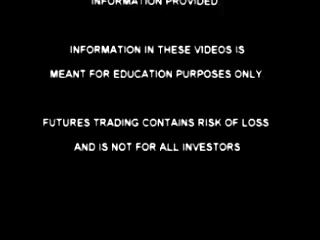 INFORMATION PROVIDED
INFORMATION IN THESE VIDEOS IS
MEANT FOR EDUCATION PURPOSES ONLY
FUTURES TRADING CONTAINS RISK OF LOSS
AND IS NOT FOR ALL INVESTORS